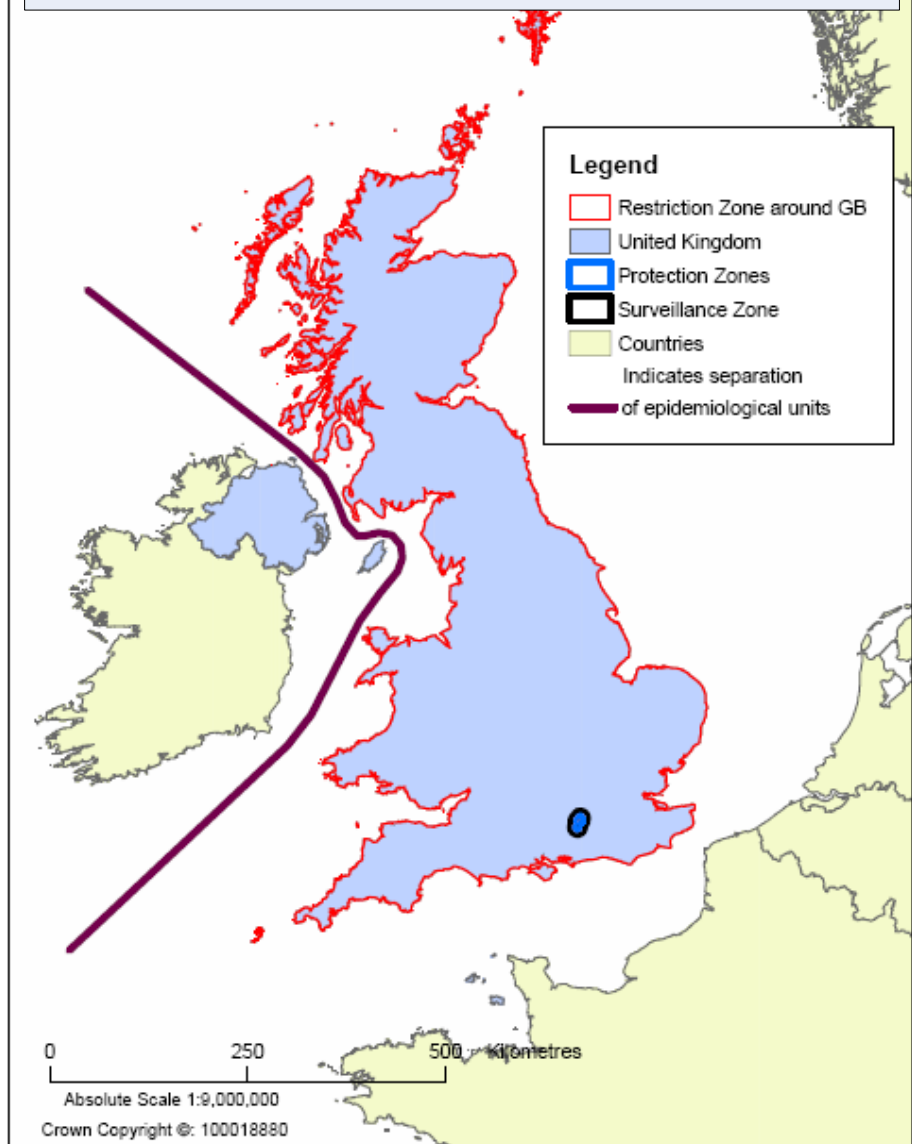 Legend
Restriction Zone around GB
United Kingdom
Protection Zones
Surveillance Zone
Countries
Indicates separation
of epidemiological units
0 250 500 Kilometres
Absolute Scale 1:9,000,000
Crown Copyright ©: 100018880